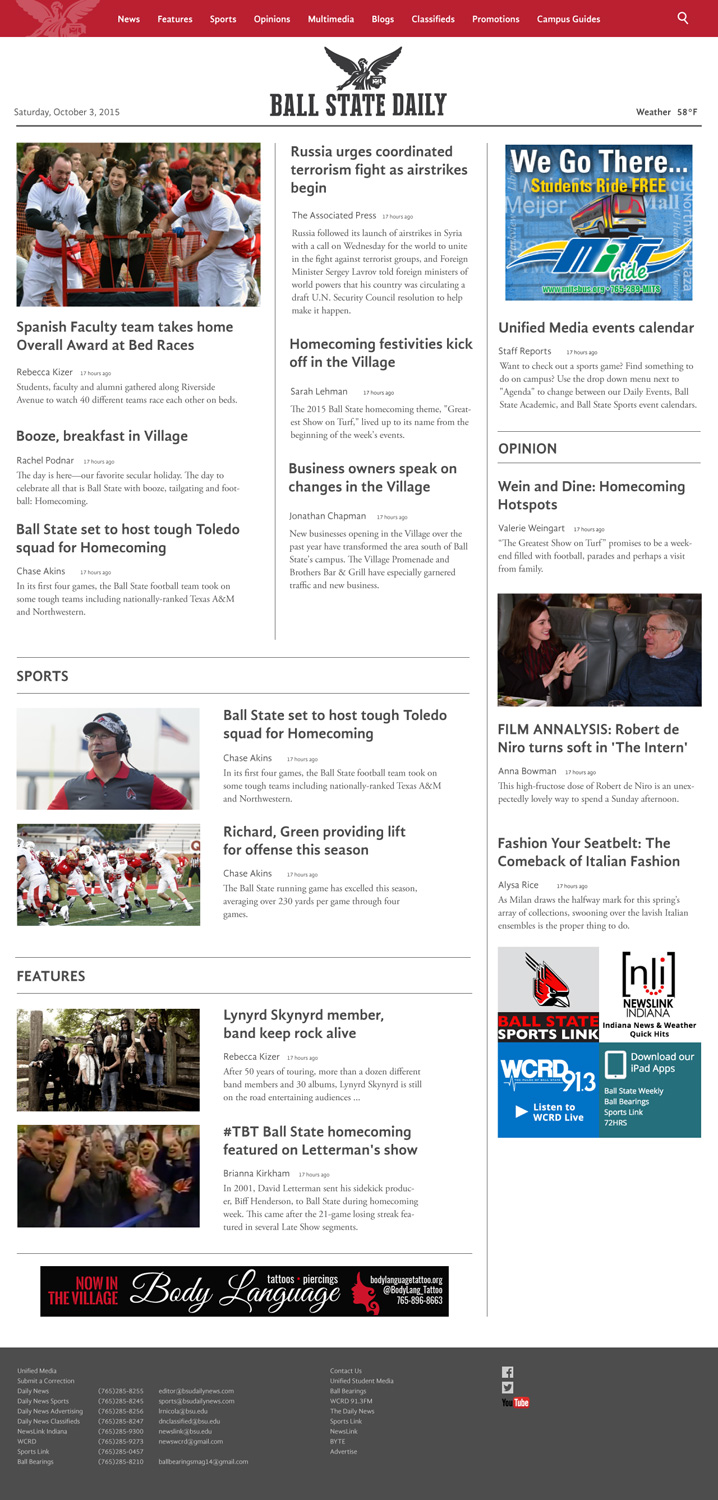 News Features Sports Opinions Multimedia Blogs Classifieds Promotions Campus Guides
BALL STATE DAILY
Saturday, October 3, 2015
Weather 58°F
Spanish Faculty team takes home
Overall Award at Bed Races
Rebecca Kizer 17 hours ago
Students, faculty and alumni gathered along Riverside
Avenue to watch 40 different teams race each other on beds.
Booze, breakfast in Village
Rachel Podnar 17 hours ago
The day is here—our favorite secular holiday. The day to
celebrate all that is Ball State with booze, tailgating and foot-
ball: Homecoming.
Ball State set to host tough Toledo
squad for Homecoming
Chase Akins 17 hours ago
In its first four games, the Ball State football team took on
some tough teams including nationally-ranked Texas A&M
and Northwestern.
Russia urges coordinated
terrorism fight as airstrikes
begin
The Associated Press 17 hours ago
Russia followed its launch of airstrikes in Syria
with a call on Wednesday for the world to unite
in the fight against terrorist groups, and Foreign
Minister Sergey Lavrov told foreign ministers of
world powers that his country was circulating a
draft U.N. Security Council resolution to help
make it happen.
Homecoming festivities kick
off in the Village
Sarah Lehman 17 hours ago
The 2015 Ball State homecoming theme, "Great-
est Show on Turf," lived up to its name from the
beginning of the week's events.
Business owners speak on
changes in the Village
Jonathan Chapman 17 hours ago
New businesses opening in the Village over the
past year have transformed the area south of Ball
State's campus. The Village Promenade and
Brothers Bar & Grill have especially garnered
traffic and new business.
We Go There...
Students Ride FREE
Meijer
Mall
MiTS
ride
www.mitsbus.org • 765-289-MITS
Unified Media events calendar
Staff Reports 17 hours ago
Want to check out a sports game? Find something to
do on campus? Use the drop down menu next to
"Agenda" to change between our Daily Events, Ball
State Academic, and Ball State Sports event calendars.
OPINION
Wein and Dine: Homecoming
Hotspots
Valerie Weingart 17 hours ago
“The Greatest Show on Turf” promises to be a week-
end filled with football, parades and perhaps a visit
from family.
FILM ANNALYSIS: Robert de
Niro turns soft in 'The Intern'
Anna Bowman 17 hours ago
This high-fructose dose of Robert de Niro is an unex-
pectedly lovely way to spend a Sunday afternoon.
Fashion Your Seatbelt: The
Comeback of Italian Fashion
Alysa Rice 17 hours ago
As Milan draws the halfway mark for this spring's
array of collections, swooning over the lavish Italian
ensembles is the proper thing to do.
BALL STATE
SPORTS LINK
[nli]
NEWSLINK
INDIANA
Indiana News & Weather
Quick Hits
WCRD 91.3
Listen to
WCRD Live
Download our
iPad Apps
Ball State Weekly
Ball Bearings
Sports Link
72HRS
SPORTS
Ball State set to host tough Toledo
squad for Homecoming
Chase Akins 17 hours ago
In its first four games, the Ball State football team took on
some tough teams including nationally-ranked Texas A&M
and Northwestern.
Richard, Green providing lift
for offense this season
Chase Akins 17 hours ago
The Ball State running game has excelled this season,
averaging over 230 yards per game through four
games.
FEATURES
Lynyrd Skynyrd member,
band keep rock alive
Rebecca Kizer 17 hours ago
After 50 years of touring, more than a dozen different
band members and 30 albums, Lynyrd Skynyrd is still
on the road entertaining audiences ...
#TBT Ball State homecoming
featured on Letterman's show
Brianna Kirkham 17 hours ago
In 2001, David Letterman sent his sidekick produc-
er, Biff Henderson, to Ball State during homecoming
week. This came after the 21-game losing streak fea-
tured in several Late Show segments.
NOW IN
THE VILLAGE
Body Language
tattoos • piercings
bodylanguagetattoo.org
@BodyLang_Tattoo
765-896-8663
Unified Media
Submit a Correction
Daily News (765)285-8255 editor@bsudailynews.com
Daily News Sports (765)285-8245 sports@bsudailynews.com
Daily News Advertising (765)285-8256 lmicola@bsu.edu
Daily News Classifieds (765)285-8247 dnclassified@bsu.edu
NewsLink Indiana (765)285-9300 newslink@bsu.edu
WCRD (765)285-9273 newswcrd@gmail.com
Sports Link (765)285-0457
Ball Bearings (765)285-8210 ballbearingsmag14@gmail.com
Contact Us
Unified Student Media
Ball Bearings
WCRD 91.3FM
The Daily News
Sports Link
NewsLink
BYTE
Advertise
YouTube